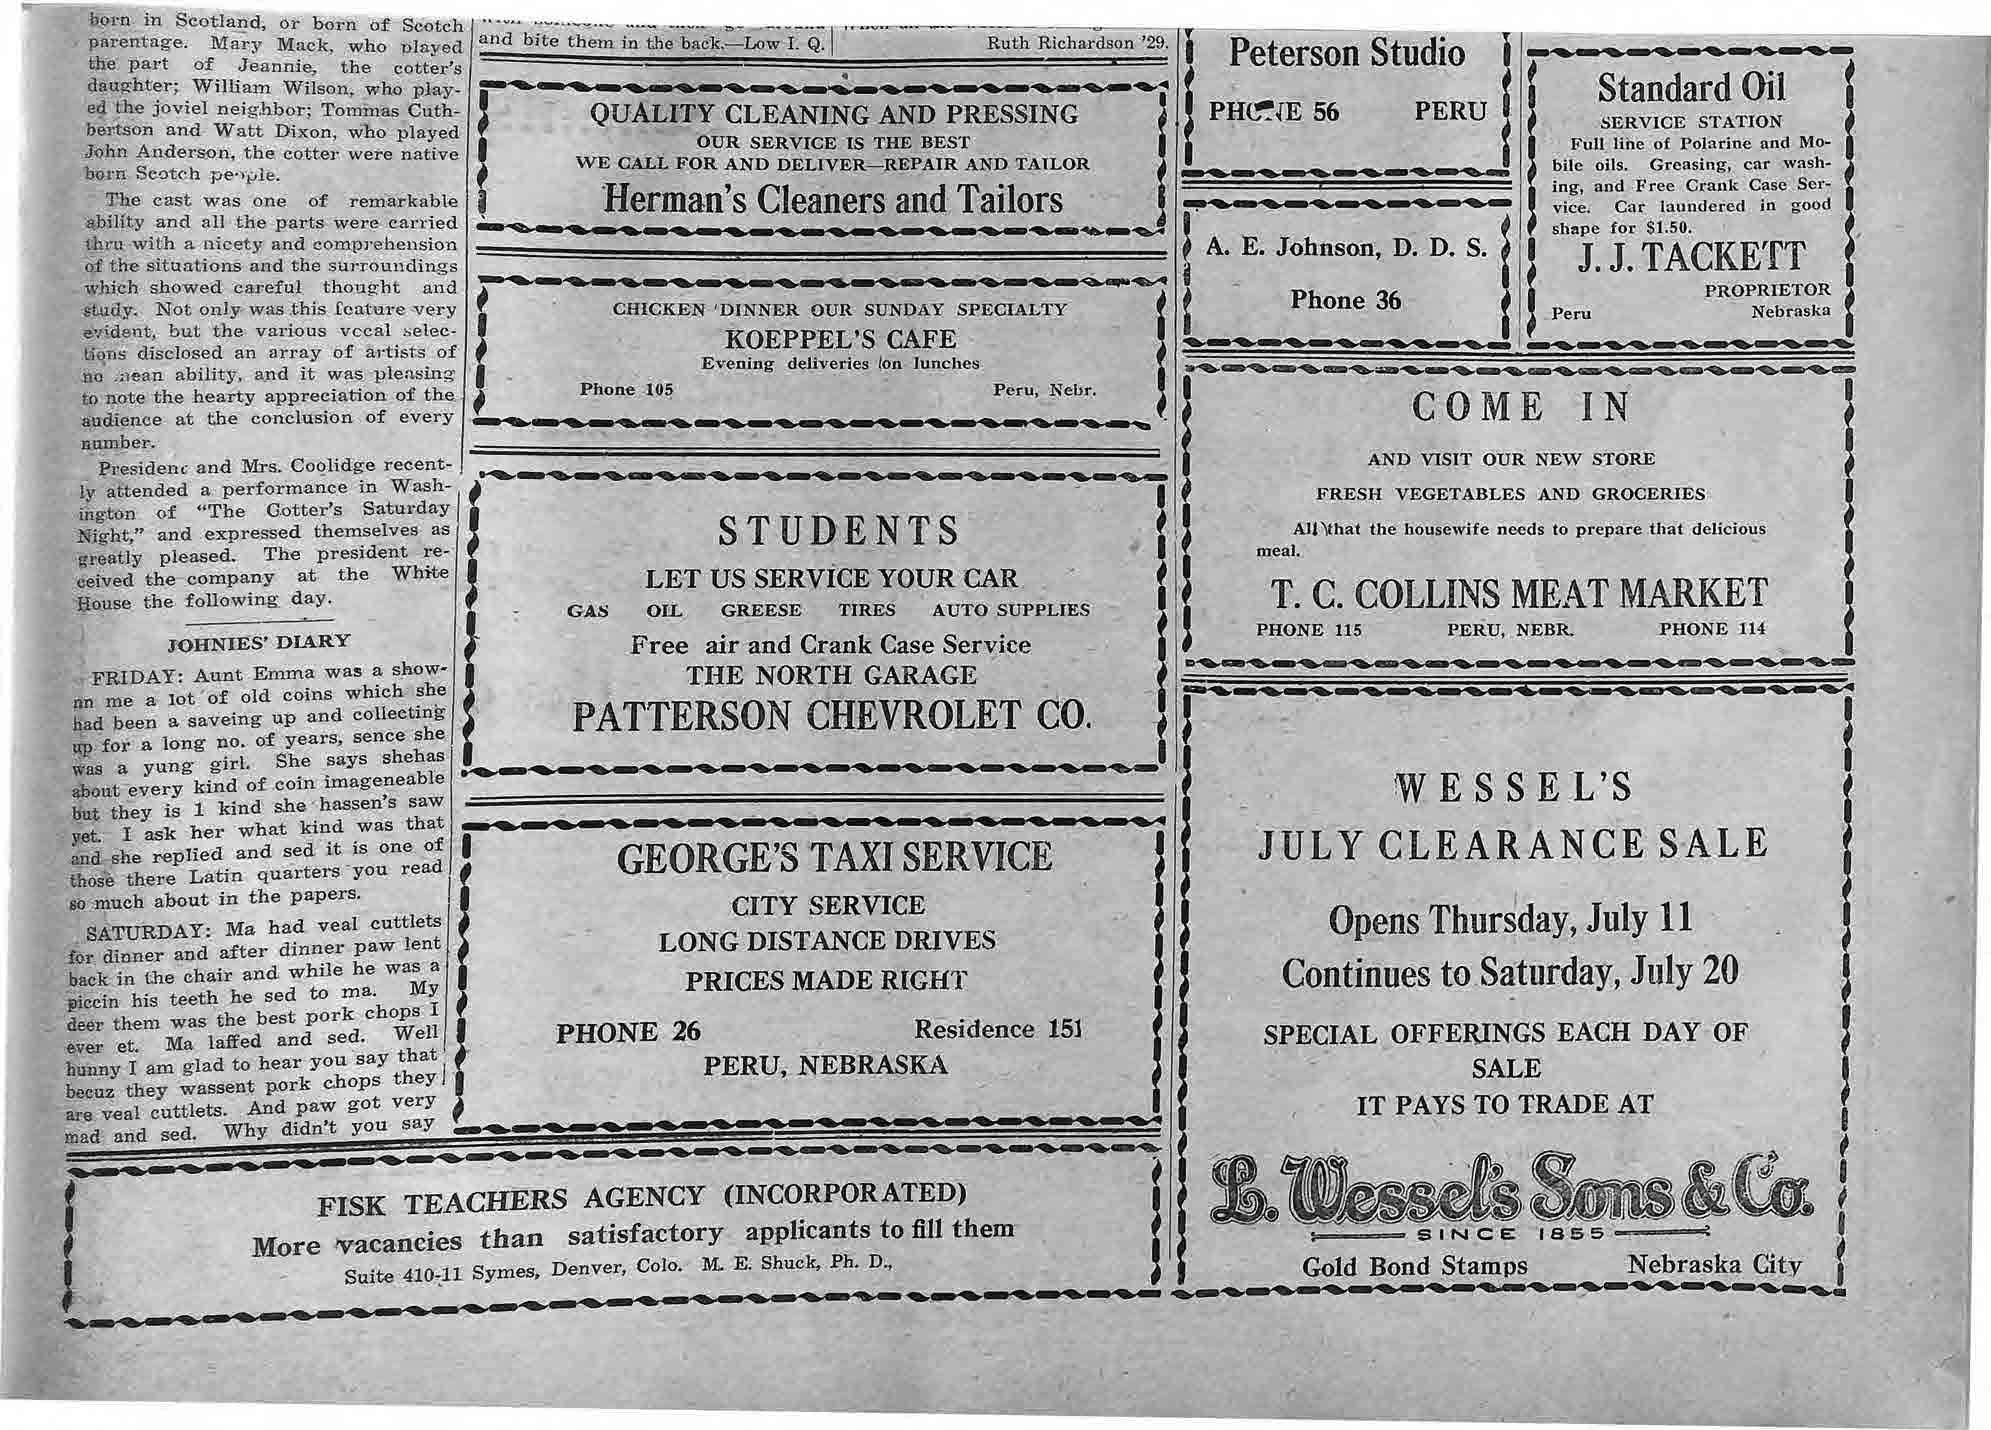 born in Scotland, or born of Scotch
parentage. Mary Mack, who played
the part of Jeannie, the cotter's
daughter; William Wilson, who play-
ed the joviel neighbor; Tommas Cuth-
bertson and Watt Dixon, who played
John Anderson, the cotter were native
born Scotch people.
The cast was one of remarkable
ability and all the parts were carried
thru with a nicety and comprehension
of the situations and the surroundings
which showed careful thought and
study. Not only was this feature very
evident, but the various vocal selec-
tions disclosed an array of artists of
no mean ability, and it was pleasing
to note the hearty appreciation of the
audience at the conclusion of every
number.
President and Mrs. Coolidge recent-
ly attended a performance in Wash-
ington of "The Cotter's Saturday
Night," and expressed themselves as
greatly pleased. The president re-
ceived the company at the White
House the following day.
JOHNIES' DIARY
FRIDAY: Aunt Emma was a show-
nn me a lot of old coins which she
had been a saveing up and collecting
up for a long no. of years, sence she
was a yung girl. She says shehas
about every kind of coin imageneable
but they is 1 kind she hassen's saw
yet. I ask her what kind was that
and she replied and sed it is one of
those there Latin quarters you read
so much about in the papers.
SATURDAY: Ma had veal cuttlets
for dinner and after dinner paw lent
back in the chair and while he was a
piccin his teeth he sed to ma. My
deer them was the best pork chops I
ever et. Ma laffed and sed. Well
hunny I am glad to hear you say that
becuz they wassent pork chops they
are veal cuttlets. And paw got very
mad and sed. Why didn't you say
and bite them in the back.—Low I. Q.
Ruth Richardson '29.
QUALITY CLEANING AND PRESSING
OUR SERVICE IS THE BEST
WE CALL FOR AND DELIVER—REPAIR AND TAILOR
Herman's Cleaners and Tailors
CHICKEN DINNER OUR SUNDAY SPECIALTY
KOEPPEL'S CAFE
Evening deliveries on lunches
Phone 105 Peru, Nebr.
STUDENTS
LET US SERVICE YOUR CAR
GAS OIL GREESE TIRES AUTO SUPPLIES
Free air and Crank Case Service
THE NORTH GARAGE
PATTERSON CHEVROLET CO.
GEORGE'S TAXI SERVICE
CITY SERVICE
LONG DISTANCE DRIVES
PRICES MADE RIGHT
PHONE 26 Residence 151
PERU, NEBRASKA
FISK TEACHERS AGENCY (INCORPORATED)
More vacancies than satisfactory applicants to fill them
Suite 410-11 Symes, Denver, Colo. M. E. Shuck, Ph. D.,
Peterson Studio
PHONE 56 PERU
A. E. Johnson, D. D. S.
Phone 36
Standard Oil
SERVICE STATION
Full line of Polarine and Mo-
bile oils. Greasing, car wash-
ing, and Free Crank Case Ser-
vice. Car laundered in good
shape for $1.50.
J. J. TACKETT
PROPRIETOR
Peru Nebraska
COME IN
AND VISIT OUR NEW STORE
FRESH VEGETABLES AND GROCERIES
All that the housewife needs to prepare that delicious
meal.
T. C. COLLINS MEAT MARKET
PHONE 115 PERU, NEBR. PHONE 114
WESSEL'S
JULY CLEARANCE SALE
Opens Thursday, July 11
Continues to Saturday, July 20
SPECIAL OFFERINGS EACH DAY OF
SALE
IT PAYS TO TRADE AT
L. Wessel's Sons & Co.
SINCE 1855
Gold Bond Stamps Nebraska City